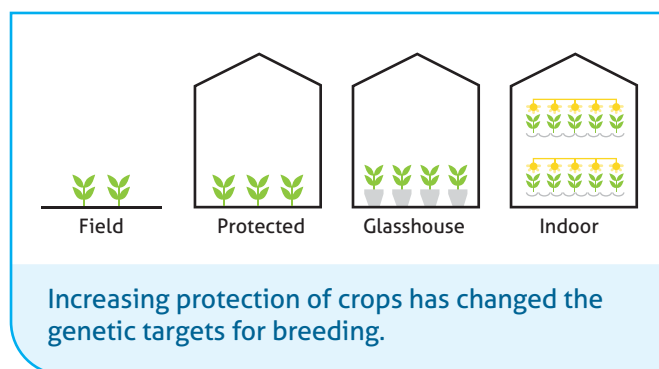 Field Protected Glasshouse Indoor
Increasing protection of crops has changed the
genetic targets for breeding.